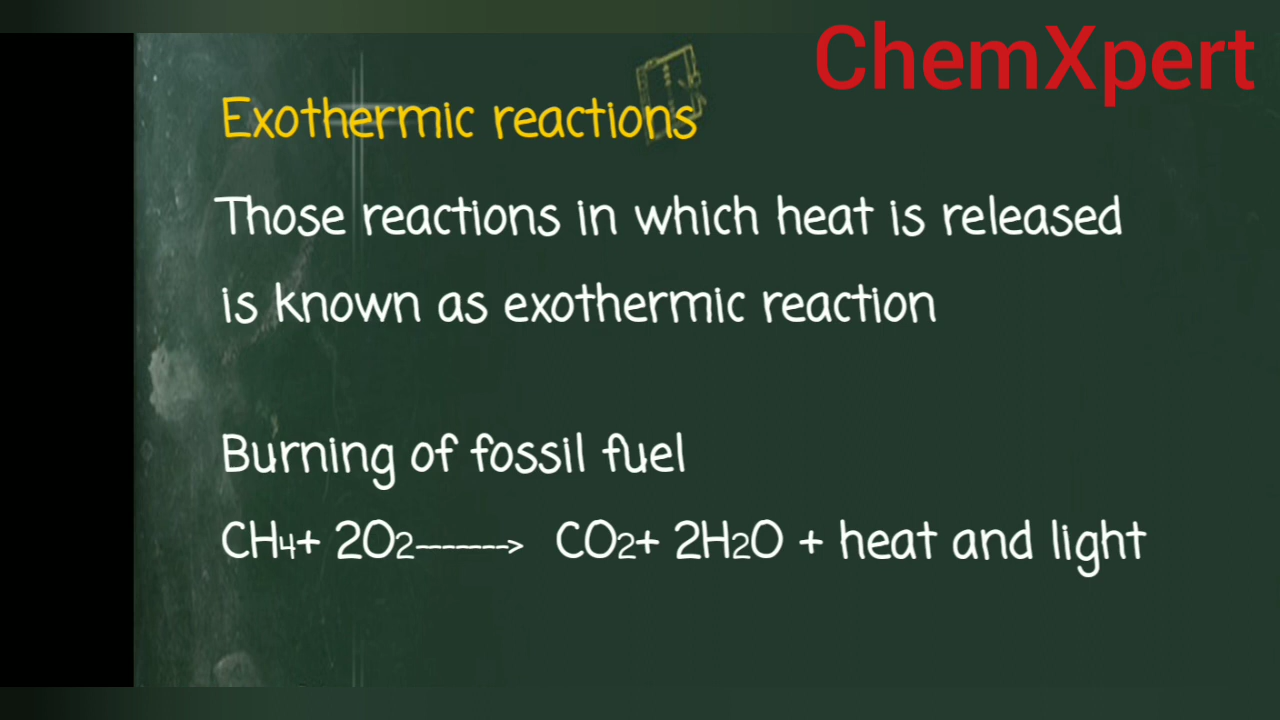 ChemXpert
Exothermic reactions
Those reactions in which heat is released
is known as exothermic reaction
Burning of fossil fuel
CH4+ 2O2-------> CO2+ 2H2O + heat and light